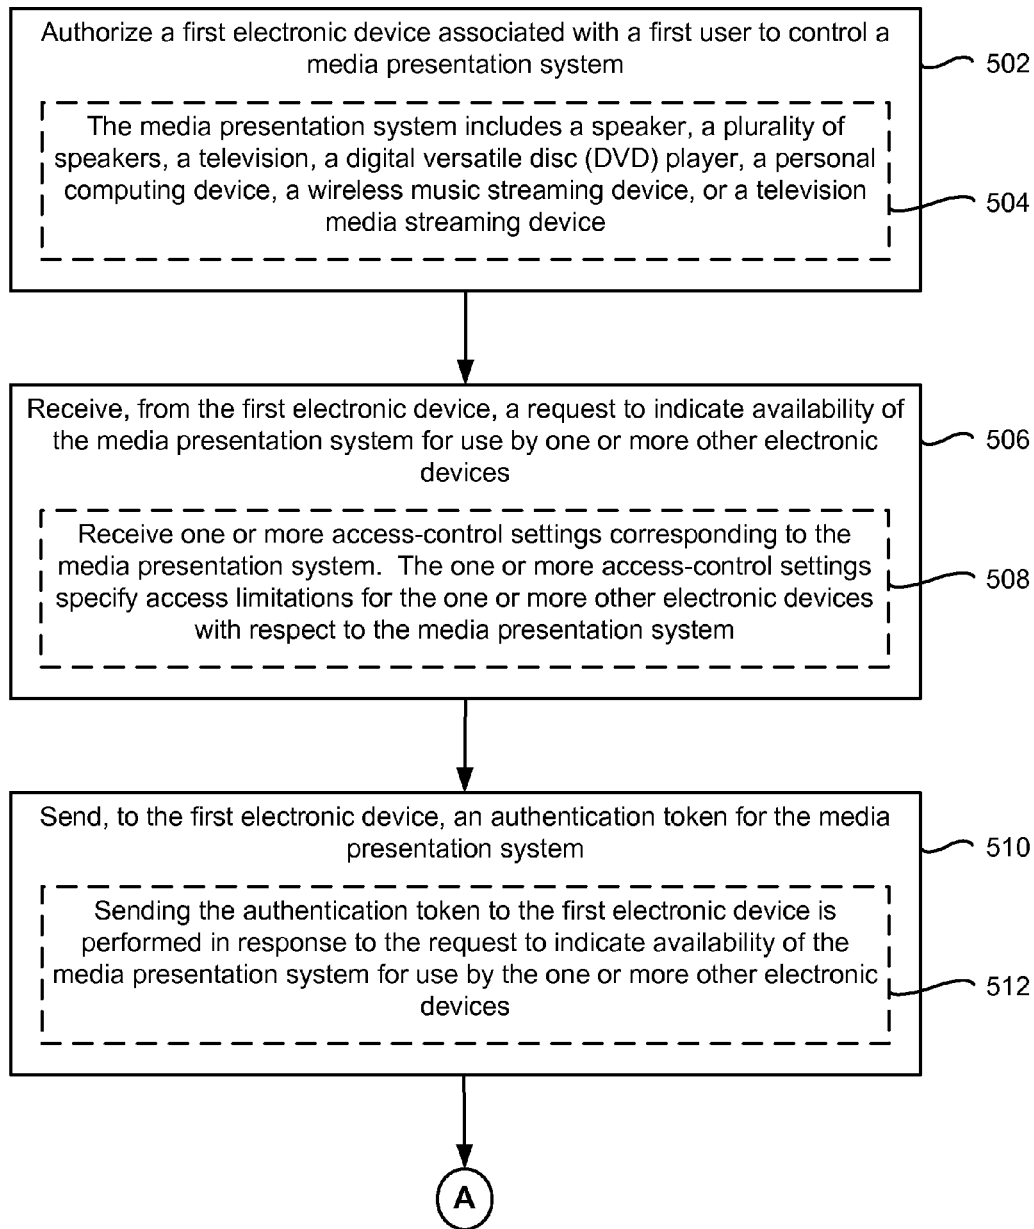 Authorize a first electronic device associated with a first user to control a
media presentation system
502
The media presentation system includes a speaker, a plurality of
speakers, a television, a digital versatile disc (DVD) player, a personal
computing device, a wireless music streaming device, or a television
media streaming device
504
Receive, from the first electronic device, a request to indicate availability of
the media presentation system for use by one or more other electronic
devices
506
Receive one or more access-control settings corresponding to the
media presentation system.  The one or more access-control settings
specify access limitations for the one or more other electronic devices
with respect to the media presentation system
508
Send, to the first electronic device, an authentication token for the media
presentation system
510
Sending the authentication token to the first electronic device is
performed in response to the request to indicate availability of the
media presentation system for use by the one or more other electronic
devices
512
A